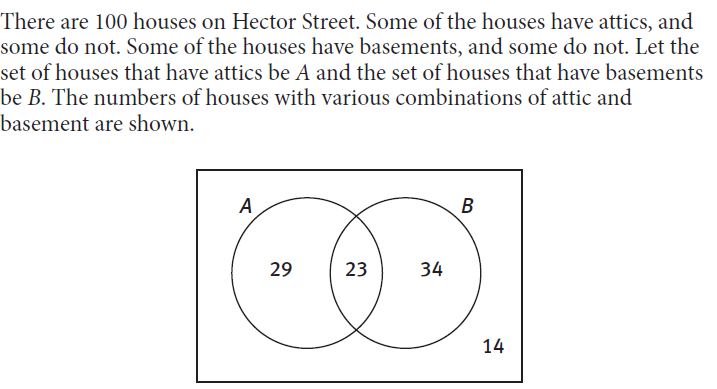 There are 100 houses on Hector Street. Some of the houses have attics, and
some do not. Some of the houses have basements, and some do not. Let the
set of houses that have attics be A and the set of houses that have basements
be B. The numbers of houses with various combinations of attic and
basement are shown.
A B
29 23 34
14